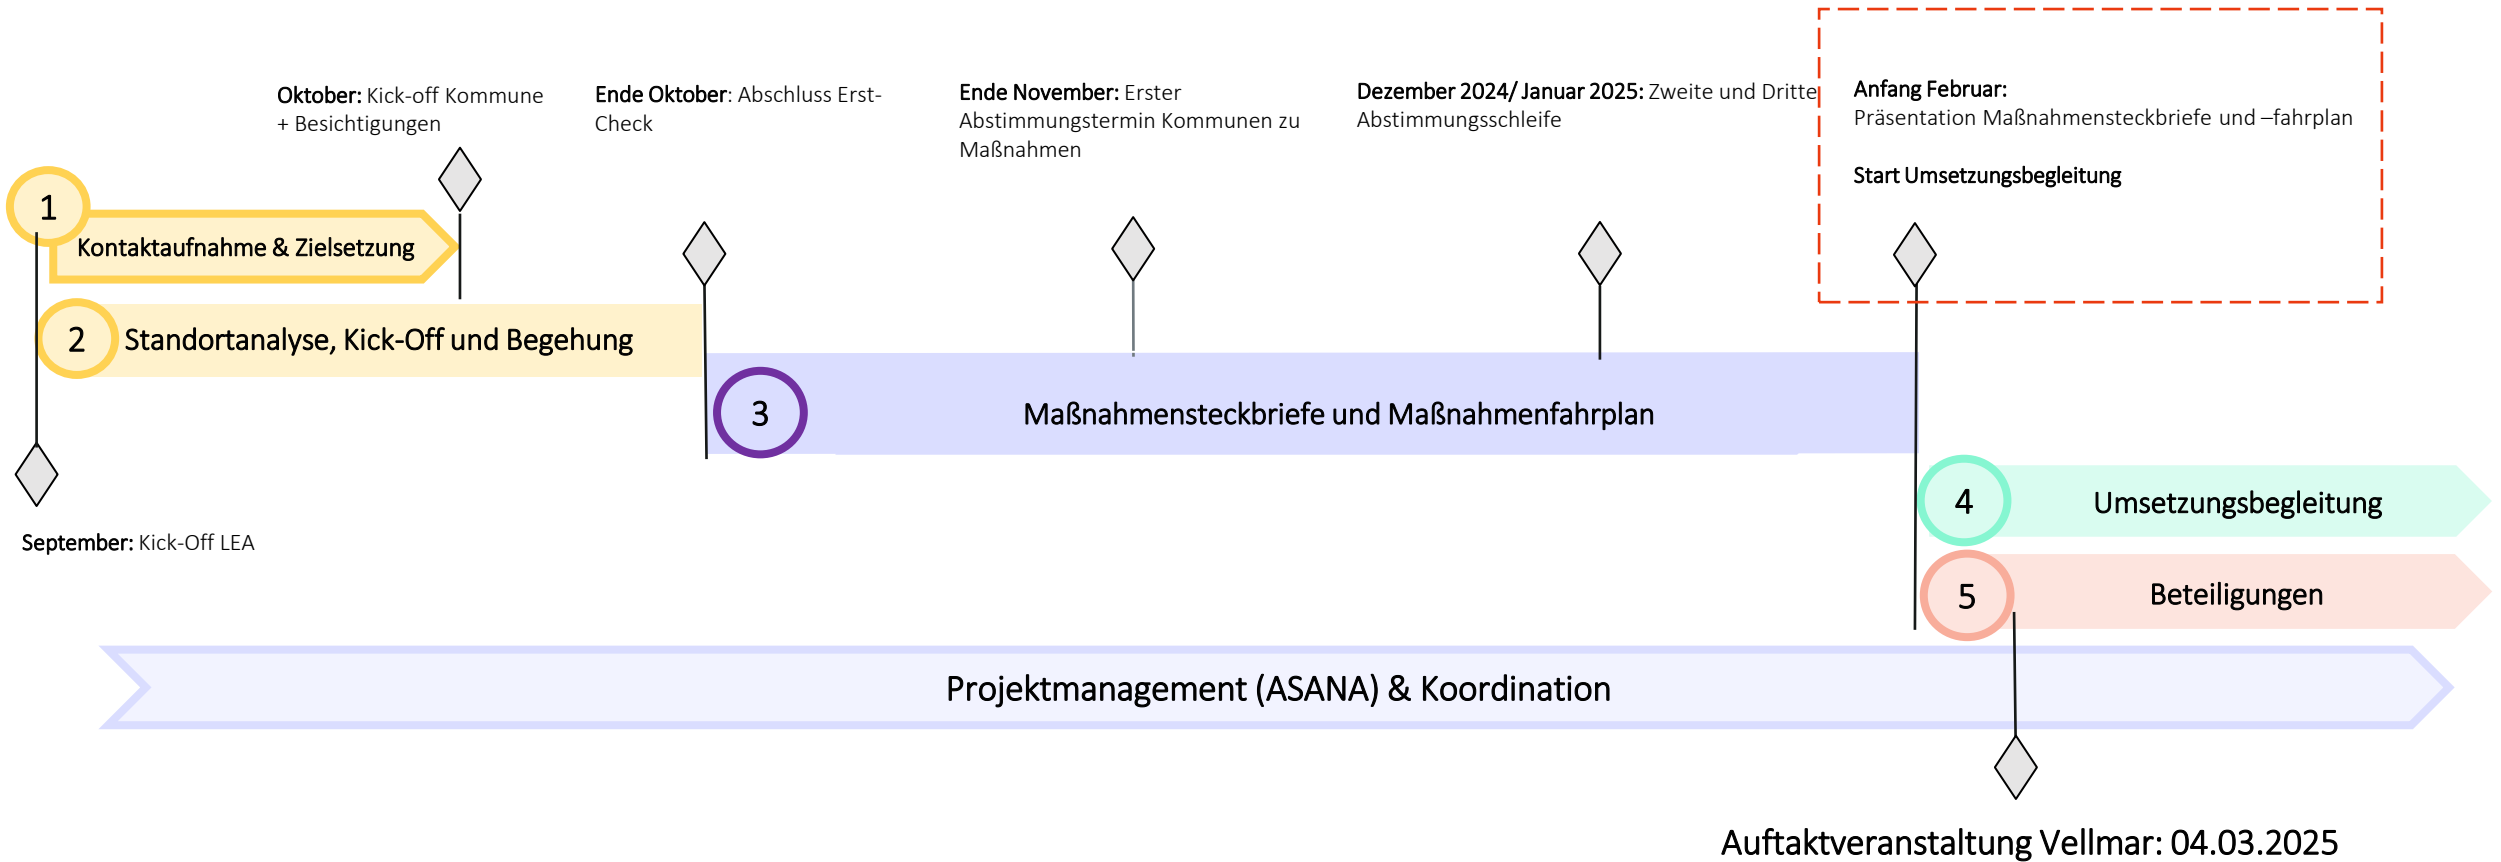 Oktober: Kick-off Kommune
+ Besichtigungen
Ende Oktober: Abschluss Erst-
Check
Ende November: Erster
Abstimmungstermin Kommunen zu
Maßnahmen
Dezember 2024/ Januar 2025: Zweite und Dritte
Abstimmungsschleife
Anfang Februar:
Präsentation Maßnahmensteckbriefe und –fahrplan
Start Umsetzungsbegleitung
1
Kontaktaufnahme & Zielsetzung
2
Standortanalyse, Kick-Off und Begehung
3
Maßnahmensteckbriefe und Maßnahmenfahrplan
4
Umsetzungsbegleitung
September: Kick-Off LEA
5
Beteiligungen
Projektmanagement (ASANA) & Koordination
Auftaktveranstaltung Vellmar: 04.03.2025